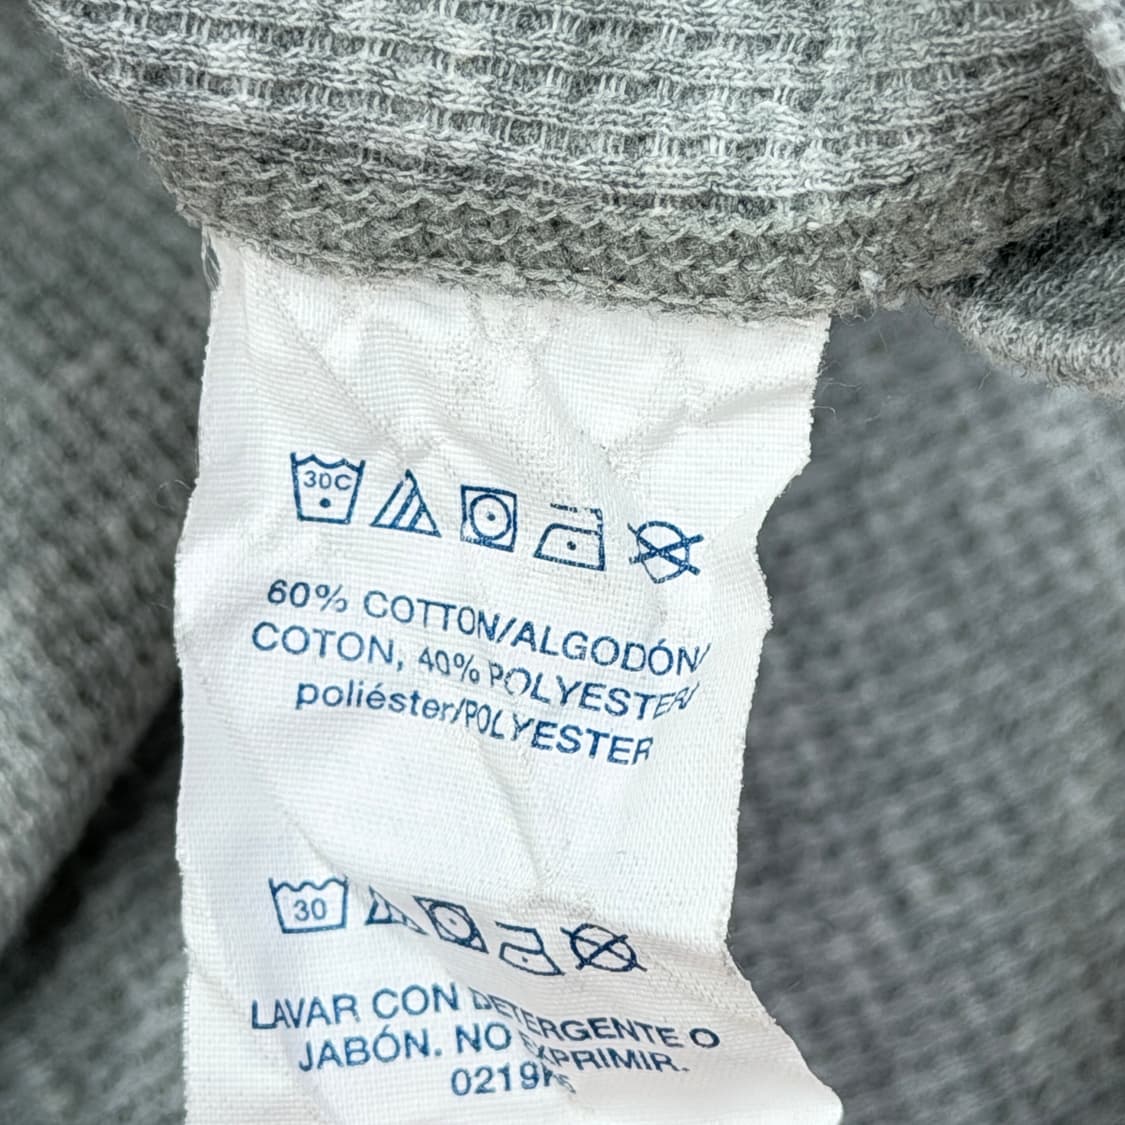 30C
60% COTTON/ALGODÓN/
COTON, 40% POLYESTER/
poliéster/POLYESTER
30
LAVAR CON DETERGENTE O
JABÓN. NO EXPRIMIR.